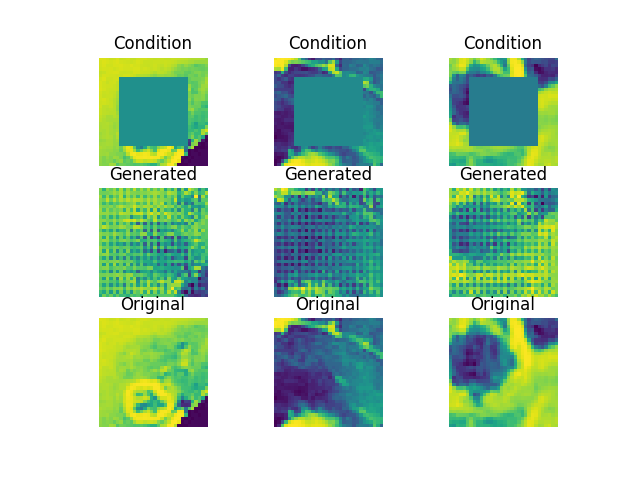 Condition Condition Condition
Generated Generated Generated
Original Original Original